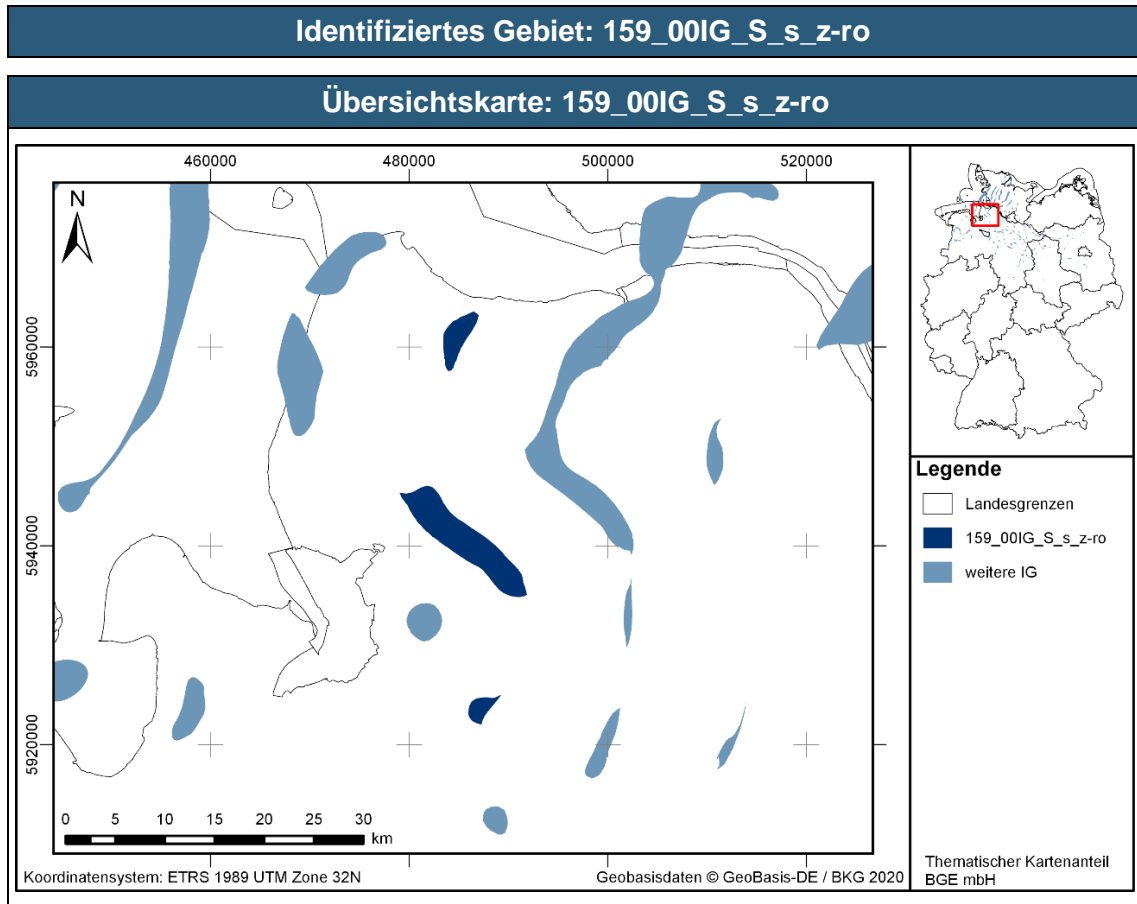 Identifiziertes Gebiet: 159_00IG_S_s_z-ro
Übersichtskarte: 159_00IG_S_s_z-ro
460000 480000 500000 520000
N
5960000
5940000
5920000
0 5 10 15 20 25 30
km
Koordinatensystem: ETRS 1989 UTM Zone 32N
Geobasisdaten © GeoBasis-DE / BKG 2020
Legende
Landesgrenzen
159_00IG_S_s_z-ro
weitere IG
Thematischer Kartenanteil
BGE mbH